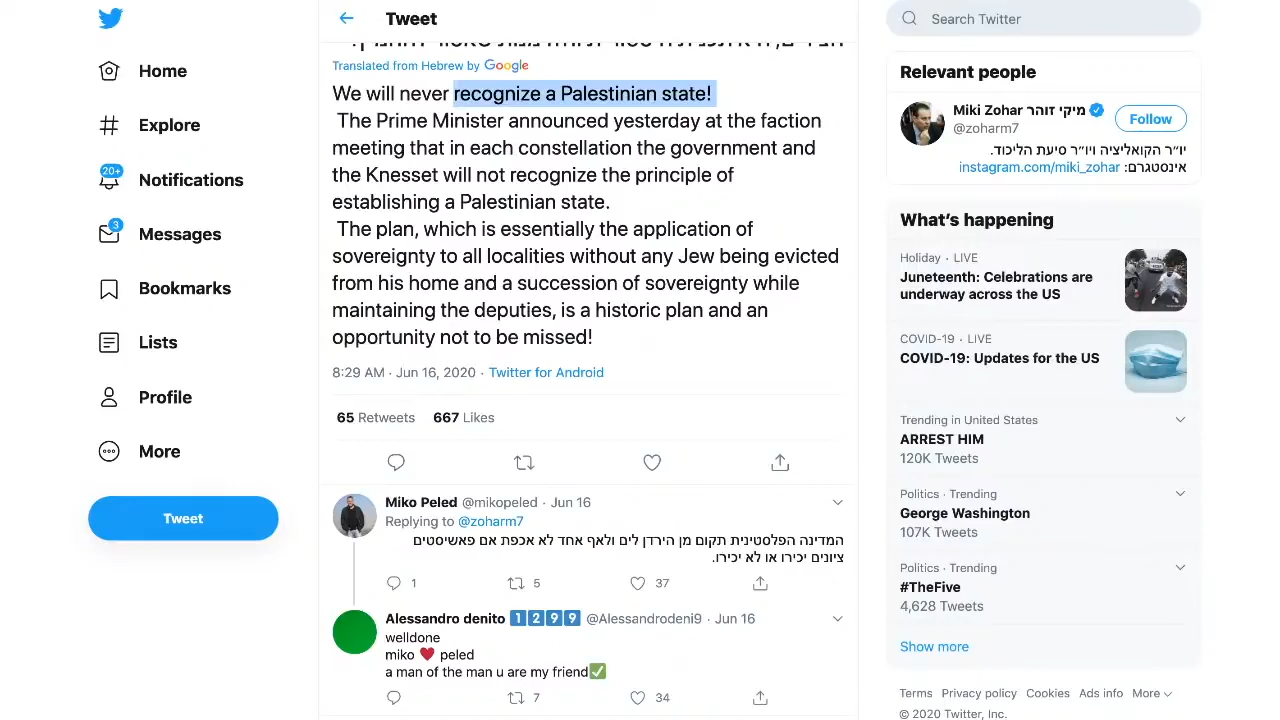 Tweet
Translated from Hebrew by Google
We will never recognize a Palestinian state!
The Prime Minister announced yesterday at the faction
meeting that in each constellation the government and
the Knesset will not recognize the principle of
establishing a Palestinian state.
The plan, which is essentially the application of
sovereignty to all localities without any Jew being evicted
from his home and a succession of sovereignty while
maintaining the deputies, is a historic plan and an
opportunity not to be missed!
8:29 AM · Jun 16, 2020 · Twitter for Android
65 Retweets 667 Likes
Miko Peled @mikopeled · Jun 16
Replying to @zoharm7
המדינה הפלסטינית תקום מן הירדן לים ולאף אחד לא אכפת אם פאשיסטים
ציונים יכירו או לא יכירו.
1 5 37
Alessandro denito 1299 @Alessandrodeni9 · Jun 16
welldone
miko ❤️ peled
a man of the man u are my friend✅
7 34
Home
Explore
20+
Notifications
3
Messages
Bookmarks
Lists
Profile
More
Tweet
Search Twitter
Relevant people
Miki Zohar מיקי זוהר
@zoharm7
Follow
יו״ר הקואליציה ויו״ר סיעת הליכוד.
אינסטגרם: instagram.com/miki_zohar
What's happening
Holiday · LIVE
Juneteenth: Celebrations are
underway across the US
COVID-19 · LIVE
COVID-19: Updates for the US
Trending in United States
ARREST HIM
120K Tweets
Politics · Trending
George Washington
107K Tweets
Politics · Trending
#TheFive
4,628 Tweets
Show more
Terms Privacy policy Cookies Ads info More
© 2020 Twitter, Inc.